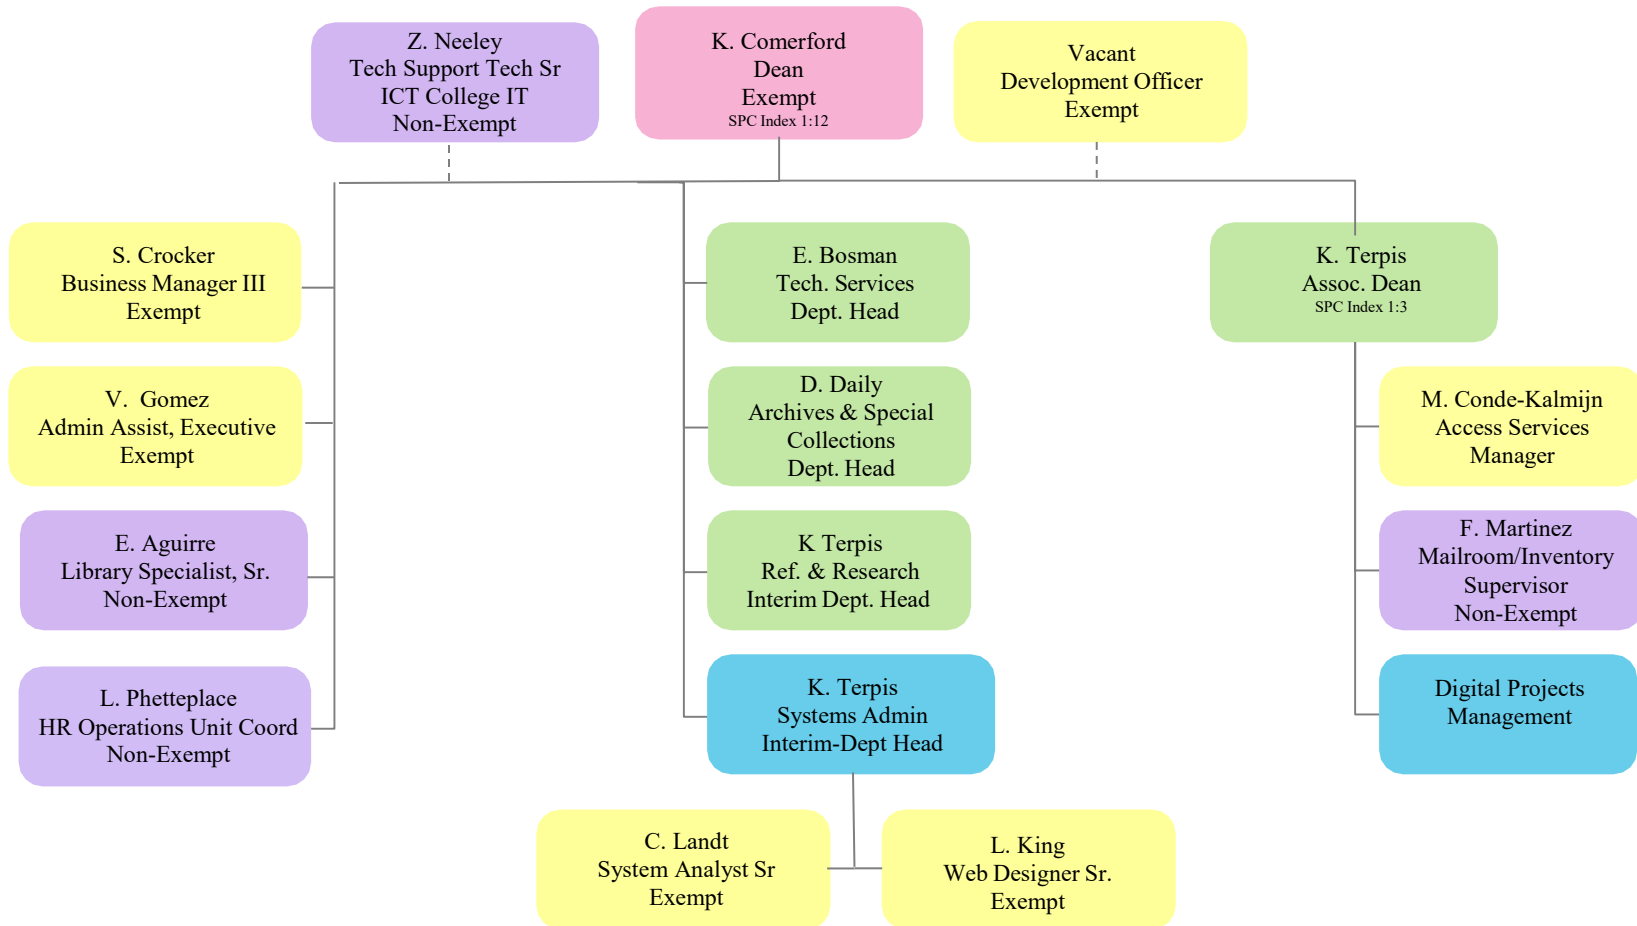 Z. Neeley
Tech Support Tech Sr
ICT College IT
Non-Exempt
K. Comerford
Dean
Exempt
SPC Index 1:12
Vacant
Development Officer
Exempt
S. Crocker
Business Manager III
Exempt
V.  Gomez
Admin Assist, Executive
Exempt
E. Aguirre
Library Specialist, Sr.
Non-Exempt
L. Phetteplace
HR Operations Unit Coord
Non-Exempt
E. Bosman
Tech. Services
Dept. Head
D. Daily
Archives & Special
Collections
Dept. Head
K Terpis
Ref. & Research
Interim Dept. Head
K. Terpis
Systems Admin
Interim-Dept Head
C. Landt
System Analyst Sr
Exempt
L. King
Web Designer Sr.
Exempt
K. Terpis
Assoc. Dean
SPC Index 1:3
M. Conde-Kalmijn
Access Services
Manager
F. Martinez
Mailroom/Inventory
Supervisor
Non-Exempt
Digital Projects
Management